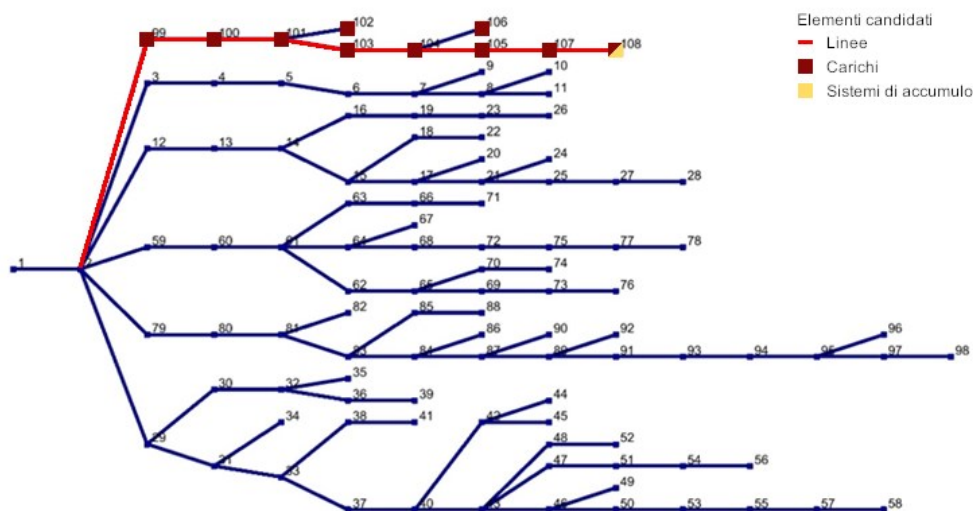 102 106
99 100 101 103 104 105 107 108
Elementi candidati
Linee
Carichi
Sistemi di accumulo
9 10
3 4 5 6 7 8 11
16 19 23 26
12 13 14 18 22
20 24
15 17 21 25 27 28
63 66 71
67
59 60 61 64 68 72 75 77 78
1 2
70 74
62 65 69 73 76
82 85 88
79 80 81 86 90 92 96
83 84 87 89 91 93 94 95 97 98
35
30 32 36 39
44
34 38 41 42 45
29 48 52
31 33 47 51 54 56
49
37 40 43 46 50 53 55 57 58